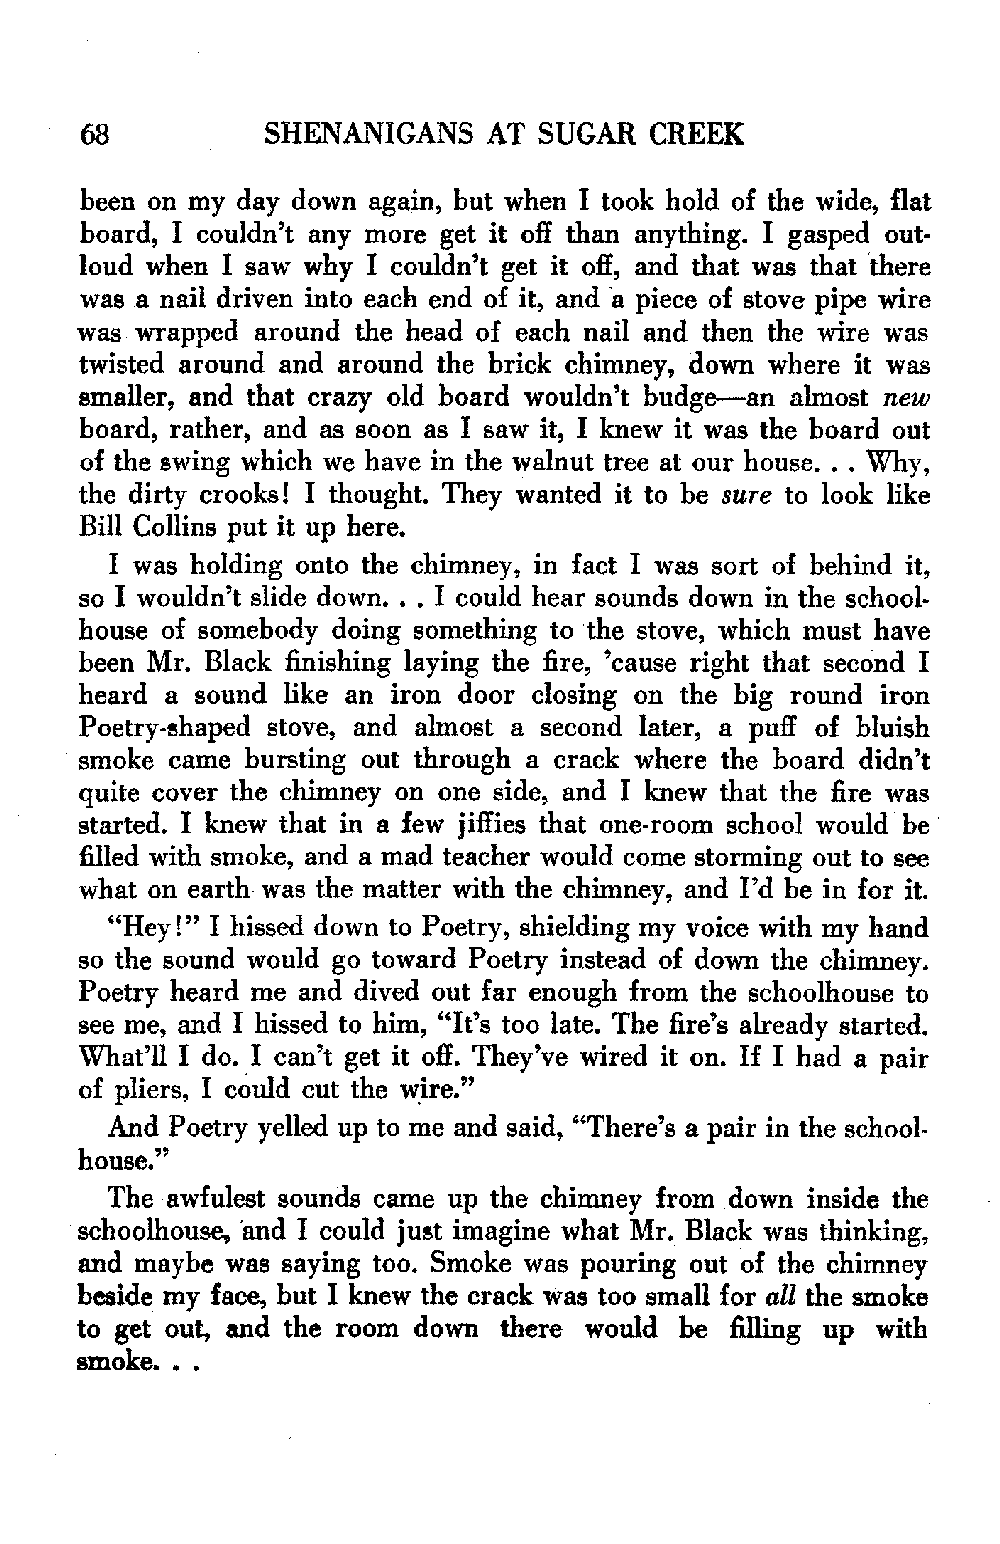 68 SHENANIGANS AT SUGAR CREEK
been on my day down again, but when I took hold of the wide, flat
board, I couldn't any more get it off than anything. I gasped out-
loud when I saw why I couldn't get it off, and that was that there
was a nail driven into each end of it, and a piece of stove pipe wire
was wrapped around the head of each nail and then the wire was
twisted around and around the brick chimney, down where it was
smaller, and that crazy old board wouldn't budge—an almost new
board, rather, and as soon as I saw it, I knew it was the board out
of the swing which we have in the walnut tree at our house. . . Why,
the dirty crooks! I thought. They wanted it to be sure to look like
Bill Collins put it up here.
I was holding onto the chimney, in fact I was sort of behind it,
so I wouldn't slide down. . . I could hear sounds down in the school-
house of somebody doing something to the stove, which must have
been Mr. Black finishing laying the fire, 'cause right that second I
heard a sound like an iron door closing on the big round iron
Poetry-shaped stove, and almost a second later, a puff of bluish
smoke came bursting out through a crack where the board didn't
quite cover the chimney on one side, and I knew that the fire was
started. I knew that in a few jiffies that one-room school would be
filled with smoke, and a mad teacher would come storming out to see
what on earth was the matter with the chimney, and I'd be in for it.
"Hey!" I hissed down to Poetry, shielding my voice with my hand
so the sound would go toward Poetry instead of down the chimney.
Poetry heard me and dived out far enough from the schoolhouse to
see me, and I hissed to him, "It's too late. The fire's already started.
What'll I do. I can't get it off. They've wired it on. If I had a pair
of pliers, I could cut the wire."
And Poetry yelled up to me and said, "There's a pair in the school-
house."
The awfulest sounds came up the chimney from down inside the
schoolhouse, and I could just imagine what Mr. Black was thinking,
and maybe was saying too. Smoke was pouring out of the chimney
beside my face, but I knew the crack was too small for all the smoke
to get out, and the room down there would be filling up with
smoke. . .